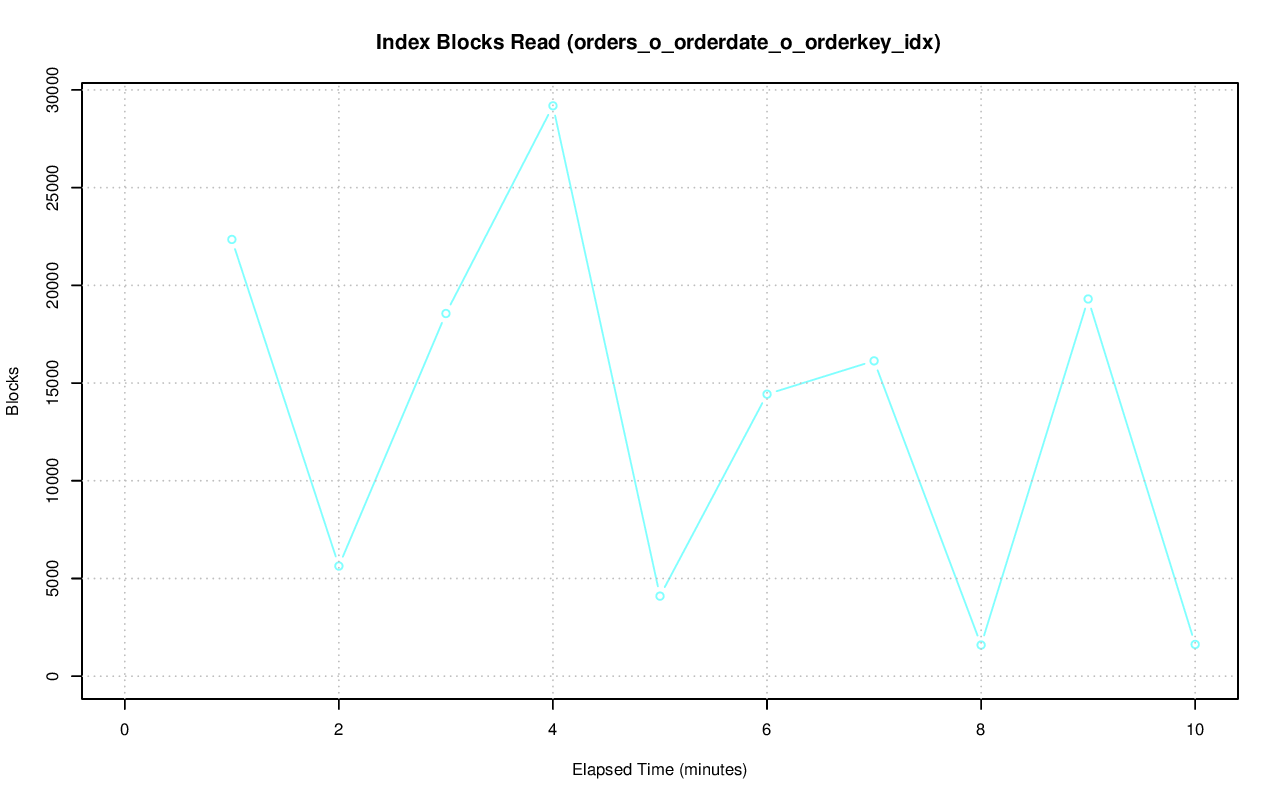 Index Blocks Read (orders_o_orderdate_o_orderkey_idx)
30000
25000
20000
15000
10000
5000
0
Blocks
0 2 4 6 8 10
Elapsed Time (minutes)